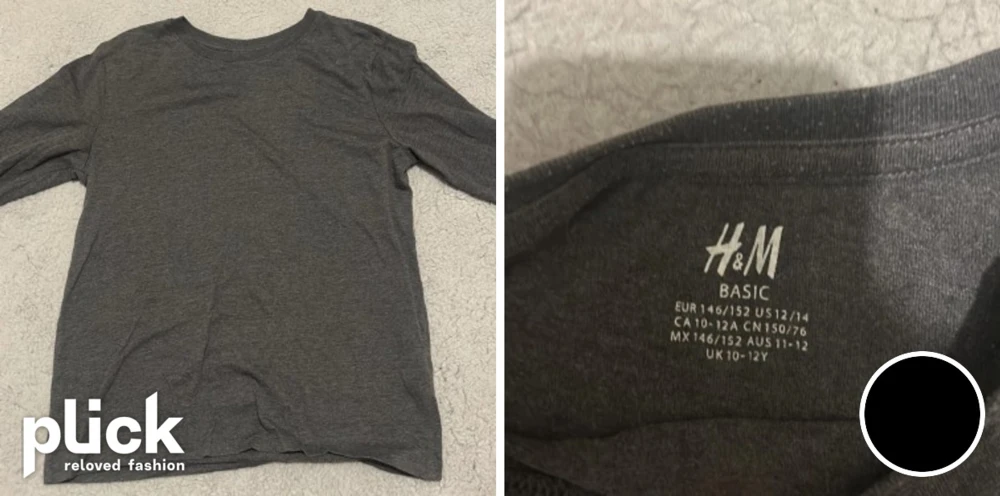 plick
reloved fashion
H&M
BASIC
EUR 146/152 US 12/14
CA 10-12A CN 150/76
MX 146/152 AUS 11-12
UK 10-12Y